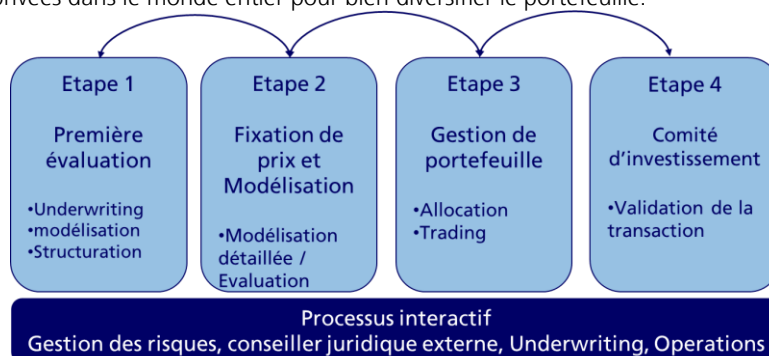 privées dans le monde entier pour bien diversifier le portefeuille.
Etape 1
Première
évaluation
•Underwriting
•modélisation
•Structuration
Etape 2
Fixation de
prix et
Modélisation
•Modélisation
détaillée /
Evaluation
Etape 3
Gestion de
portefeuille
•Allocation
•Trading
Etape 4
Comité
d'investissement
•Validation de la
transaction
Processus interactif
Gestion des risques, conseiller juridique externe, Underwriting, Operations